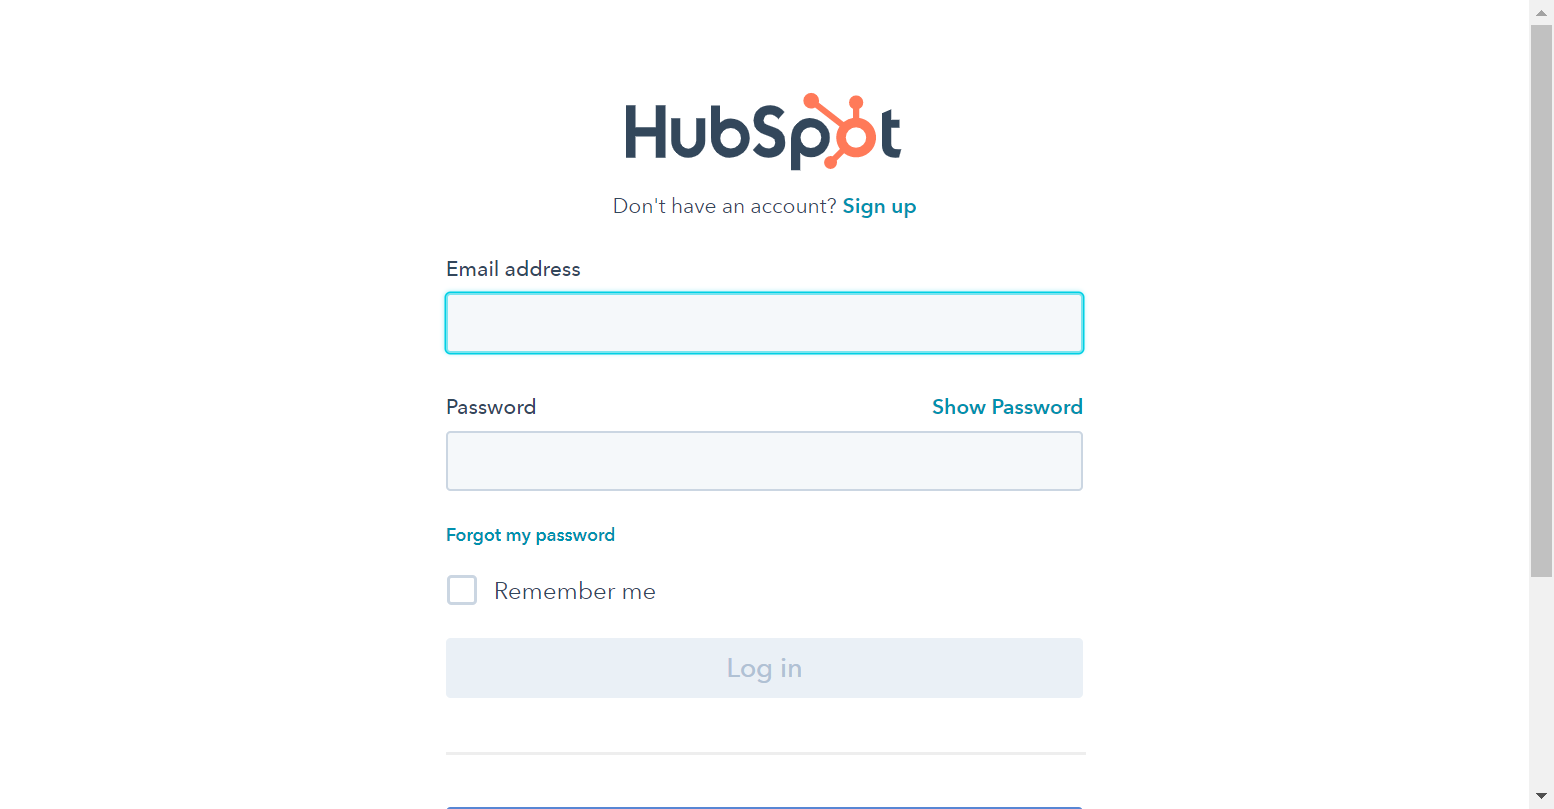 HubSpot
Don't have an account? Sign up
Email address
Password Show Password
Forgot my password
Remember me
Log in